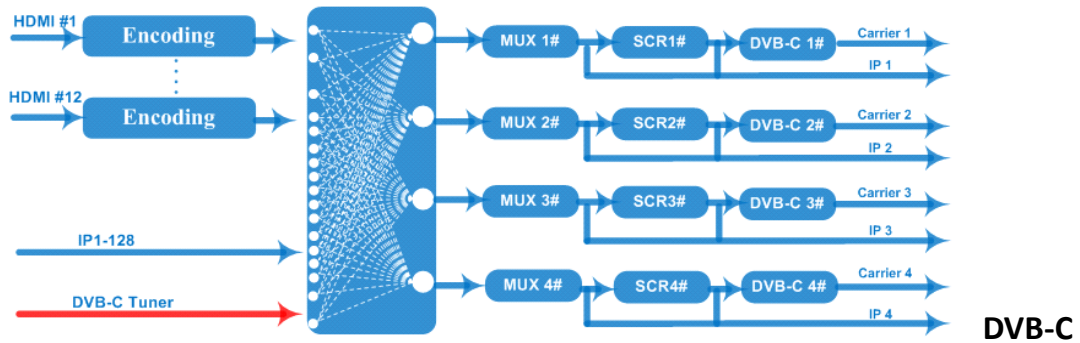 HDMI #1
Encoding
HDMI #12
Encoding
IP1-128
DVB-C Tuner
MUX 1#
SCR1#
DVB-C 1#
Carrier 1
IP 1
MUX 2#
SCR2#
DVB-C 2#
Carrier 2
IP 2
MUX 3#
SCR3#
DVB-C 3#
Carrier 3
IP 3
MUX 4#
SCR4#
DVB-C 4#
Carrier 4
IP 4
DVB-C